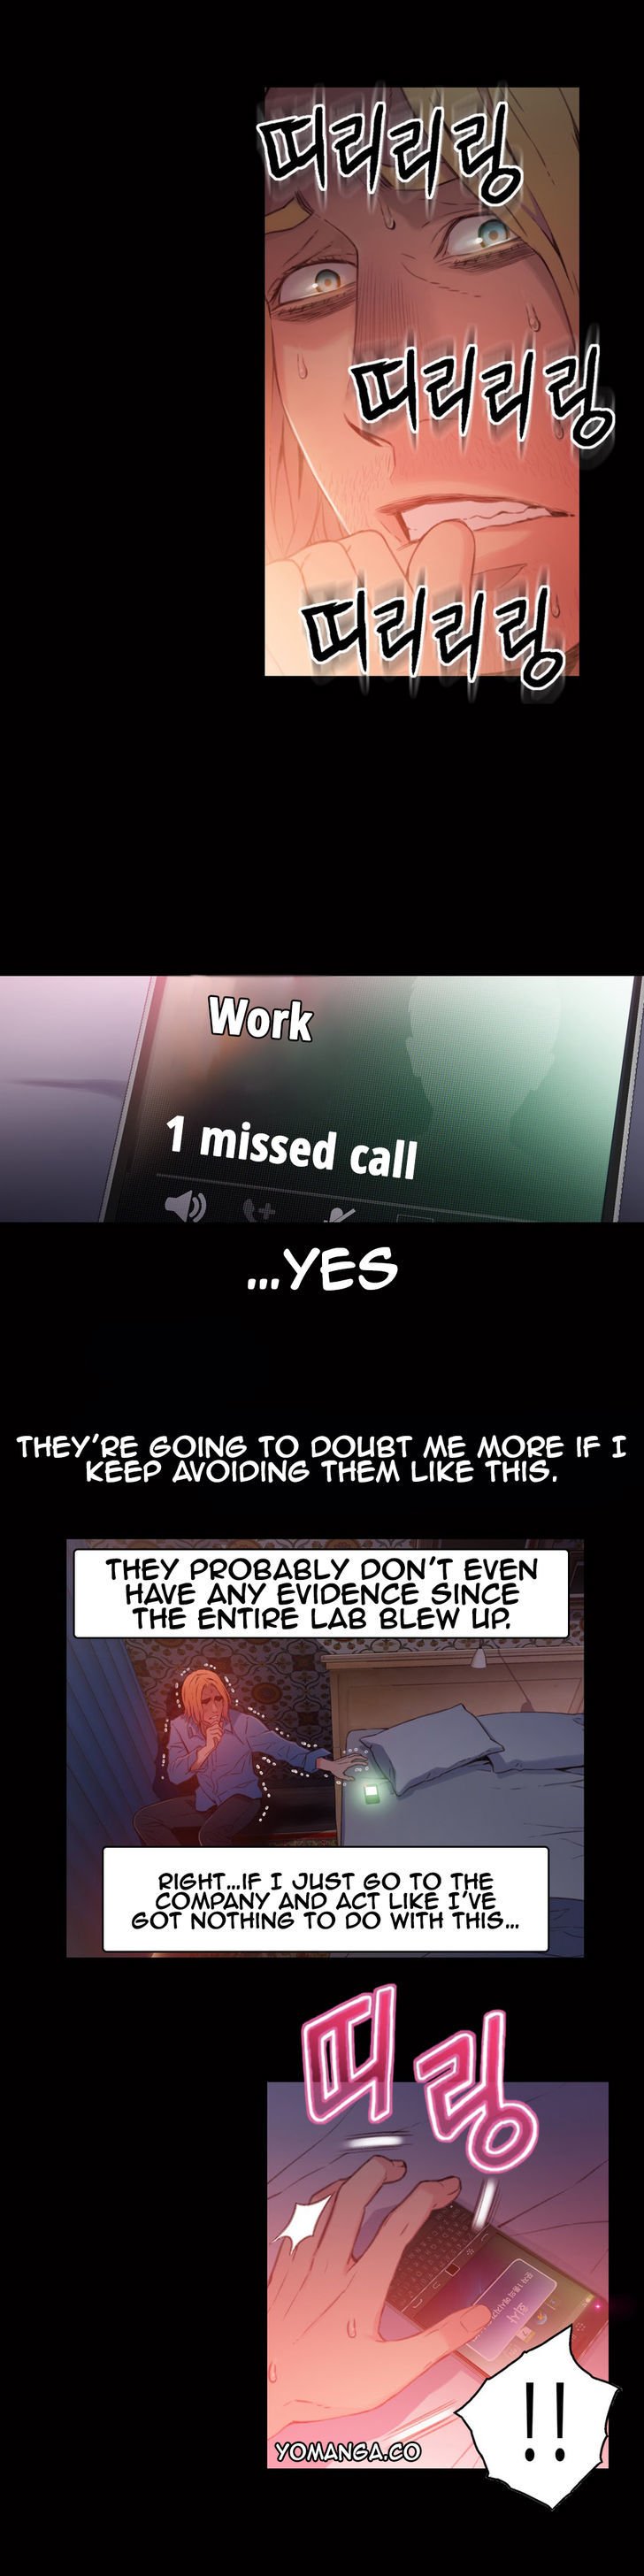 띠리리링
띠리리링
띠리리링
Work
1 missed call
...YES
THEY'RE GOING TO DOUBT ME MORE IF I
KEEP AVOIDING THEM LIKE THIS.
THEY PROBABLY DON'T EVEN
HAVE ANY EVIDENCE SINCE
THE ENTIRE LAB BLEW UP.
RIGHT...IF I JUST GO TO THE
COMPANY AND ACT LIKE I'VE
GOT NOTHING TO DO WITH THIS...
띠링
회사
!!
YOMANGA.CO